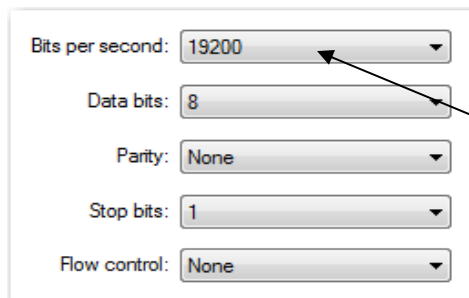 Bits per second: 19200
Data bits: 8
Parity: None
Stop bits: 1
Flow control: None